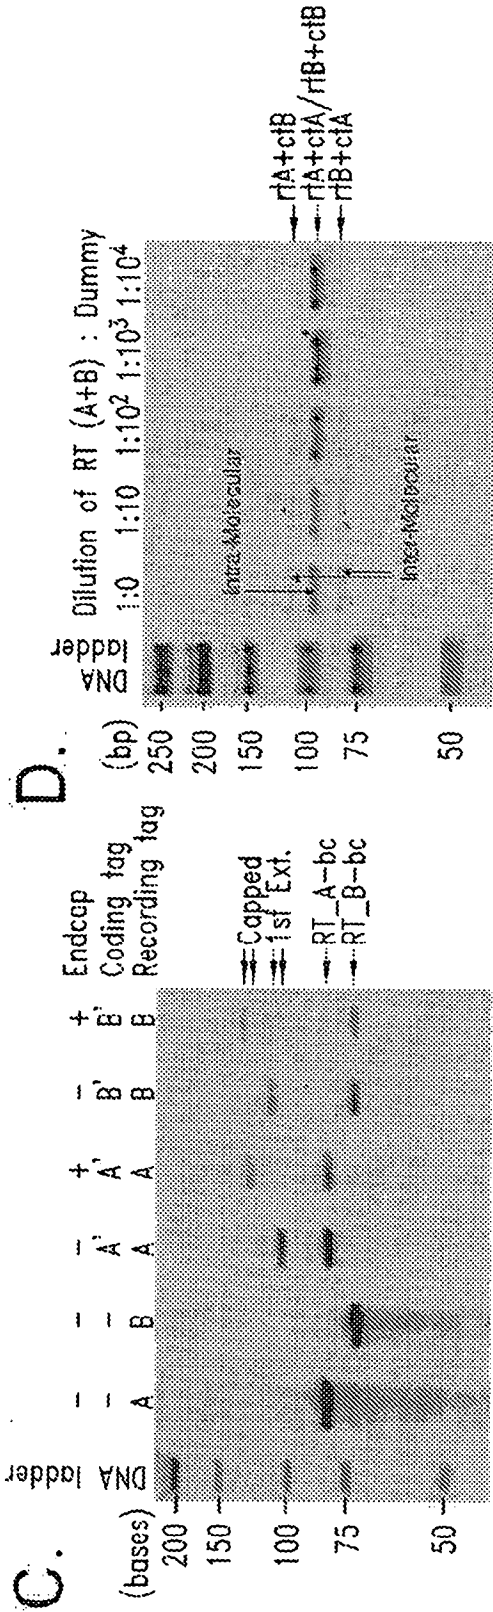 C.
Endcap - - - + - +
Coding tag - - A' A' B' B'
Recording tag A B A A B B
DNA ladder
(bases)
200
150
100
75
50
Capped
1st Ext.
RT_A-bc
RT_B-bc
D.
Dilution of RT (A+B) : Dummy
1:0 1:10 1:10² 1:10³ 1:10⁴
DNA
ladder
(bp)
250
200
150
100
75
50
Intra-Molecular
Inter-Molecular
rtA+ctB
rtA+ctA/rtB+ctB
rtB+ctA